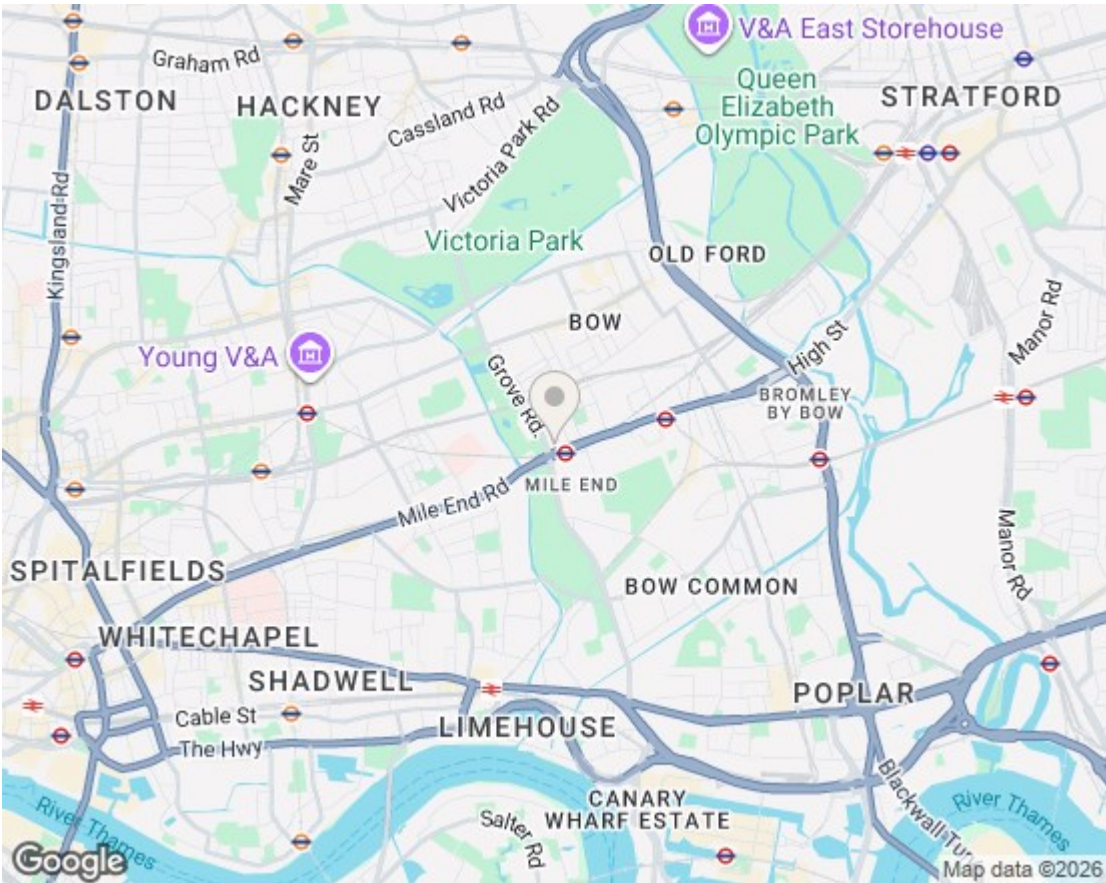 V&A East Storehouse
Graham Rd
Queen
Elizabeth
Olympic Park
DALSTON
HACKNEY
Cassland Rd
STRATFORD
Mare St
Victoria Park Rd
Kingsland Rd
Victoria Park
OLD FORD
Manor Rd
BOW
High St
Young V&A
Grove Rd.
BROMLEY
BY BOW
Mile End Rd
MILE END
Manor Rd
SPITALFIELDS
BOW COMMON
WHITECHAPEL
SHADWELL
POPLAR
Cable St
LIMEHOUSE
The Hwy
Blackwall Tun
River Thames
CANARY
WHARF ESTATE
River Thames
Salter Rd
Google
Map data ©2026